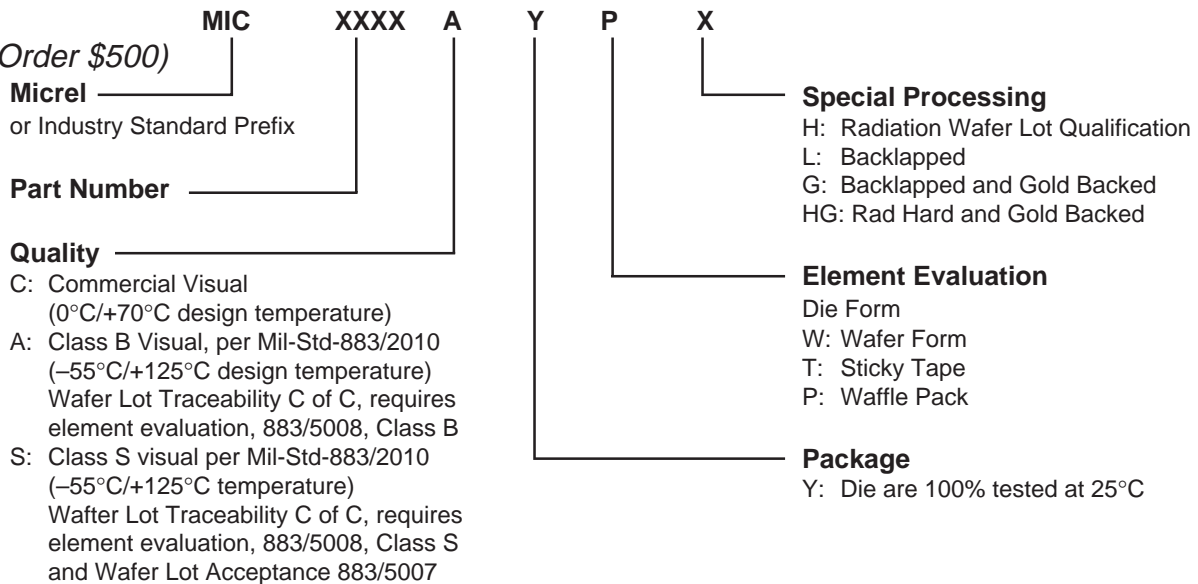 MIC XXXX A Y P X
Order $500)
Micrel
or Industry Standard Prefix
Part Number
Quality
C: Commercial Visual
(0°C/+70°C design temperature)
A: Class B Visual, per Mil-Std-883/2010
(–55°C/+125°C design temperature)
Wafer Lot Traceability C of C, requires
element evaluation, 883/5008, Class B
S: Class S visual per Mil-Std-883/2010
(–55°C/+125°C temperature)
Wafter Lot Traceability C of C, requires
element evaluation, 883/5008, Class S
and Wafer Lot Acceptance 883/5007
Special Processing
H: Radiation Wafer Lot Qualification
L: Backlapped
G: Backlapped and Gold Backed
HG: Rad Hard and Gold Backed
Element Evaluation
Die Form
W: Wafer Form
T: Sticky Tape
P: Waffle Pack
Package
Y: Die are 100% tested at 25°C